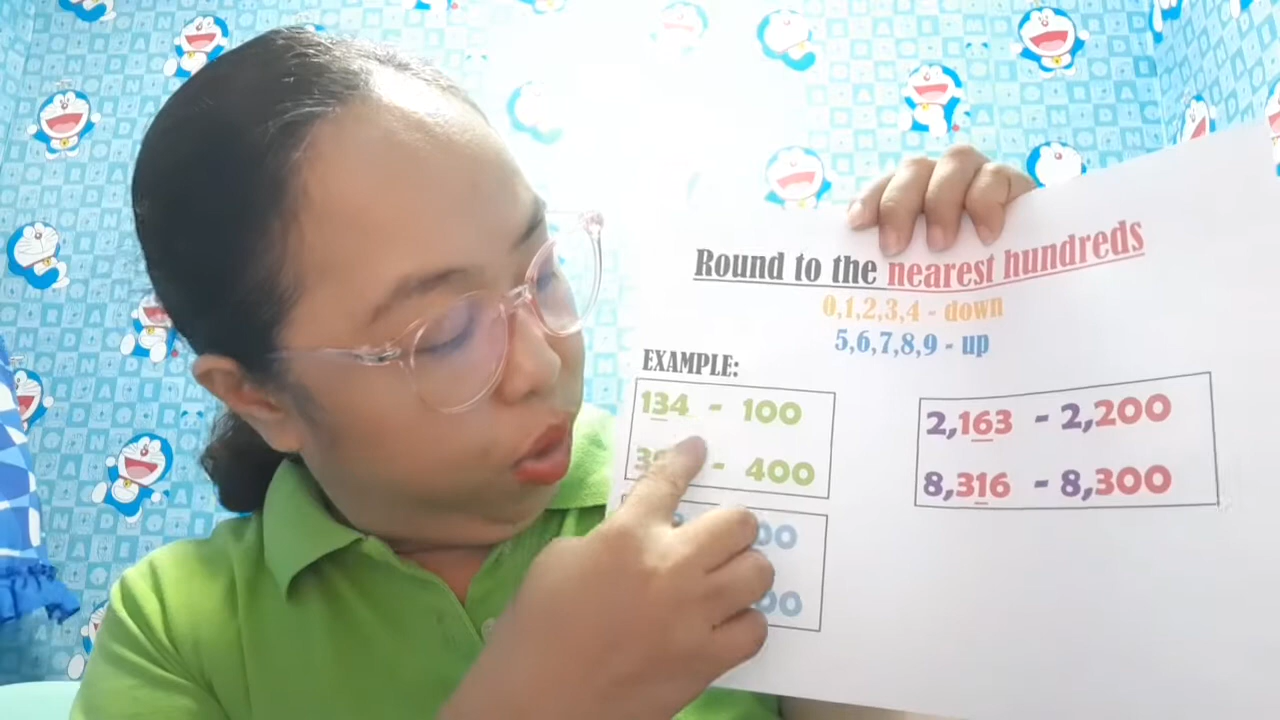 Round to the nearest hundreds
0,1,2,3,4 - down
5,6,7,8,9 - up
EXAMPLE:
134 - 100
- 400
2,163 - 2,200
8,316 - 8,300